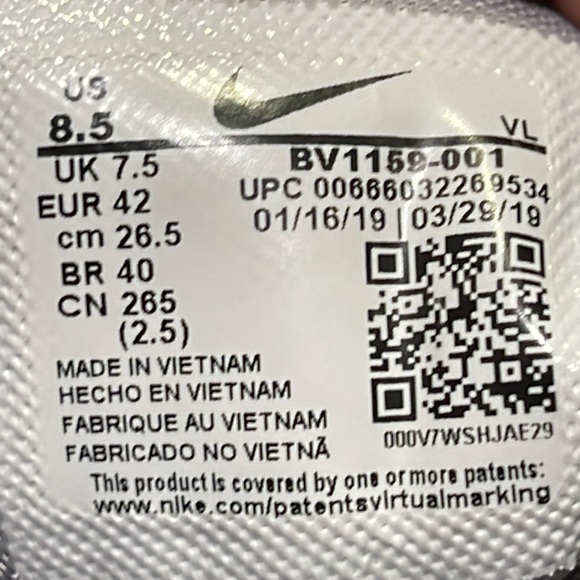 US
8.5
VL
UK 7.5
BV1159-001
EUR 42
UPC 00666032269534
cm 26.5
01/16/19 | 03/29/19
BR 40
CN 265
(2.5)
MADE IN VIETNAM
HECHO EN VIETNAM
FABRIQUE AU VIETNAM
FABRICADO NO VIETNÃ
000V7WSHJAE29
This product is covered by one or more patents:
www.nike.com/patentsvirtualmarking